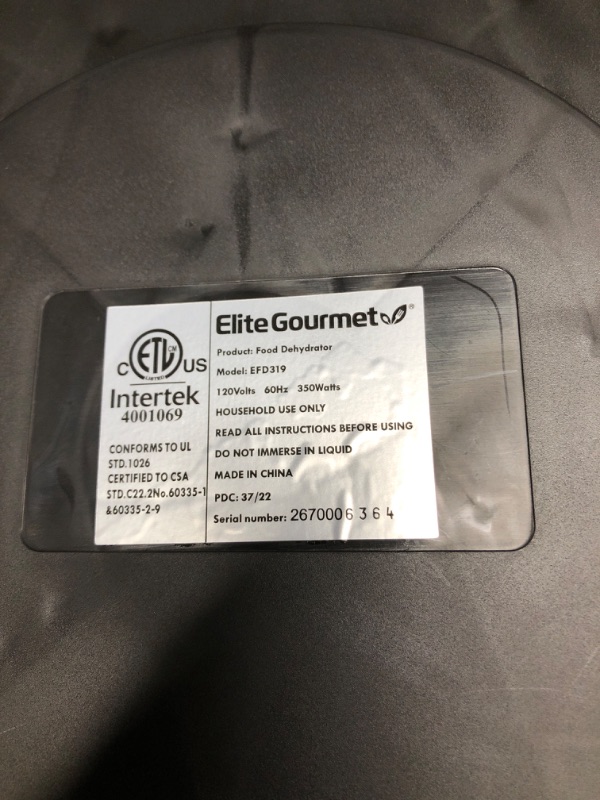 C ETL CM US
LISTED
Intertek
4001069
CONFORMS TO UL
STD.1026
CERTIFIED TO CSA
STD.C22.2No.60335-1
&60335-2-9
Elite Gourmet®
Product: Food Dehydrator
Model: EFD319
120Volts 60Hz 350Watts
HOUSEHOLD USE ONLY
READ ALL INSTRUCTIONS BEFORE USING
DO NOT IMMERSE IN LIQUID
MADE IN CHINA
PDC: 37/22
Serial number: 2670006364